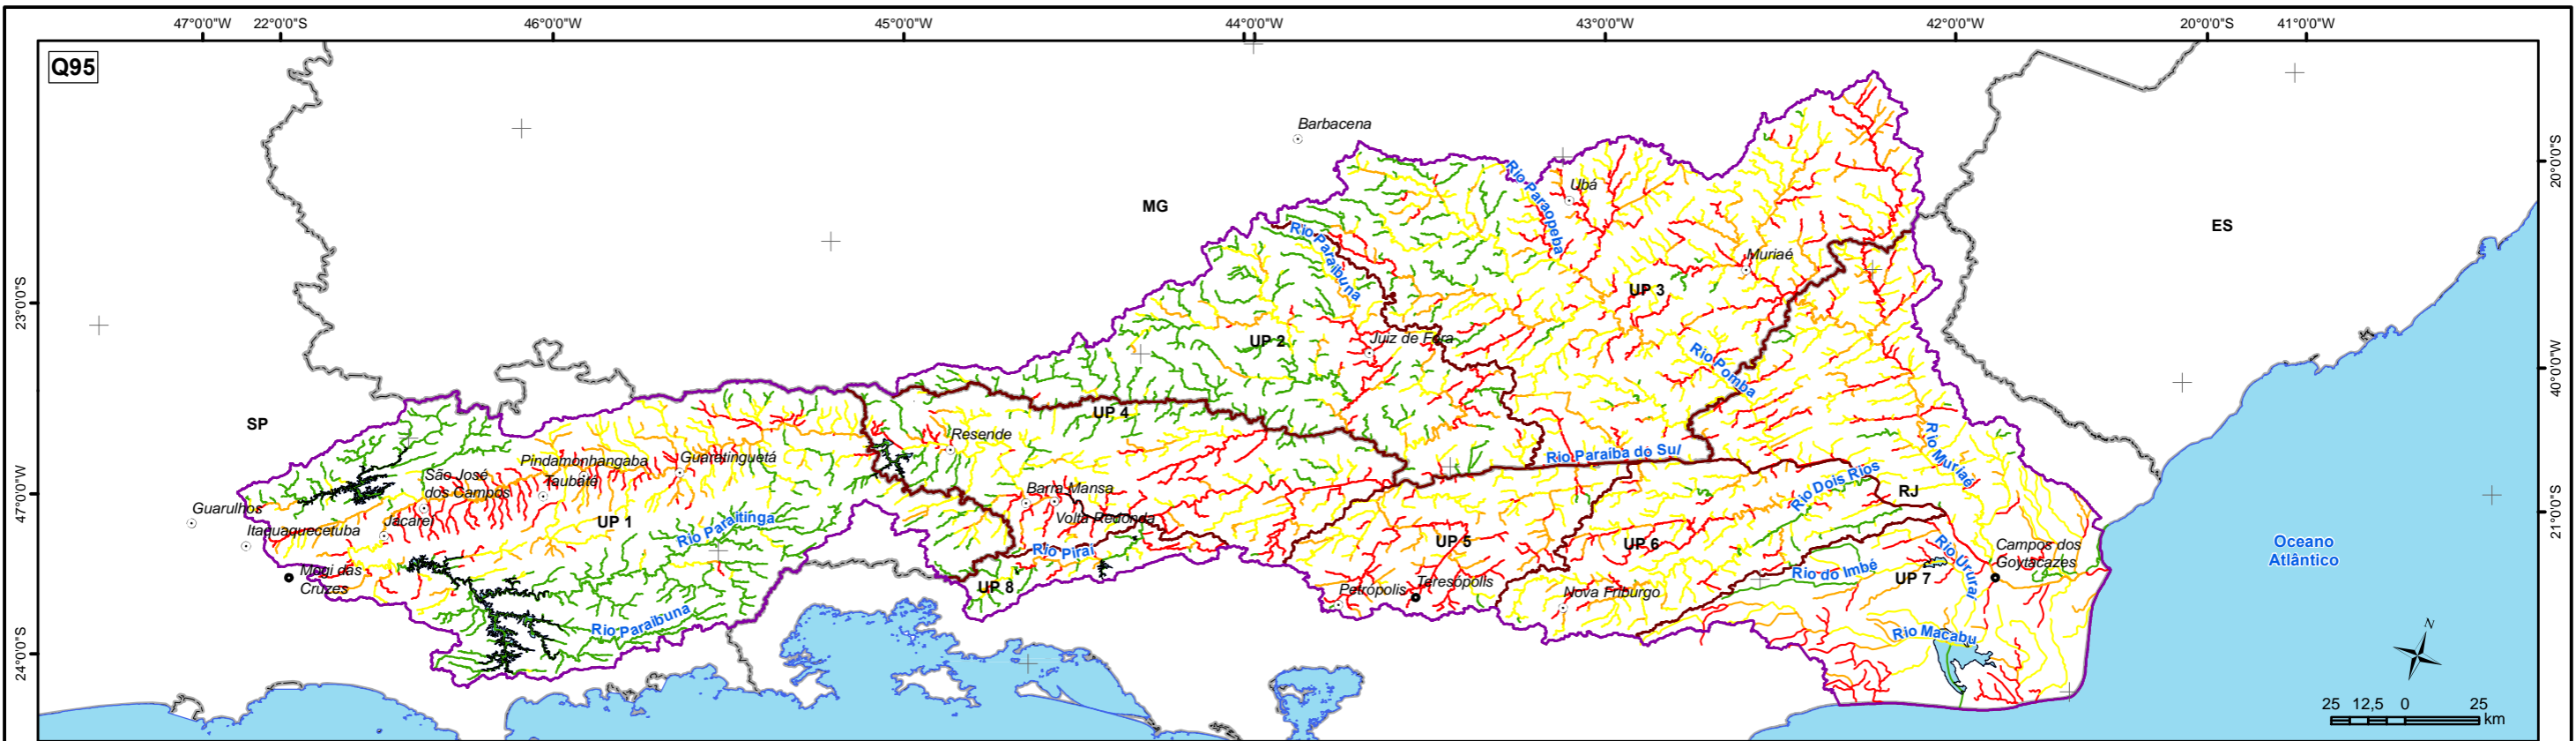 47°0'0"W 22°0'0"S 46°0'0"W 45°0'0"W 44°0'0"W 43°0'0"W 42°0'0"W 20°0'0"S 41°0'0"W
Q95
Barbacena
MG
ES
SP
20°0'0"S
23°0'0"S
40°0'0"W
47°0'0"W
21°0'0"S
24°0'0"S
Rio Paraopeba
Ubá
Rio Paraibuna
Muriaé
UP 3
UP 2
Juiz de Fora
Rio Pomba
UP 4
Resende
Rio Muriaé
Rio Paraiba do Sul
Guaratinguetá
Pindamonhangaba
Taubaté
São José
dos Campos
Jacareí
Guarulhos
Itaquaquecetuba
Mogi das
Cruzes
UP 1
Rio Paraitinga
Rio Paraibuna
Barra Mansa
Volta Redonda
Rio Piraí
UP 8
UP 5
Petrópolis
Teresópolis
UP 6
Nova Friburgo
Rio Dois Rios
RJ
Rio do Imbé
UP 7
Rio Ururaí
Campos dos
Goytacazes
Rio Macabu
Oceano
Atlântico
N
25 12,5 0 25
km